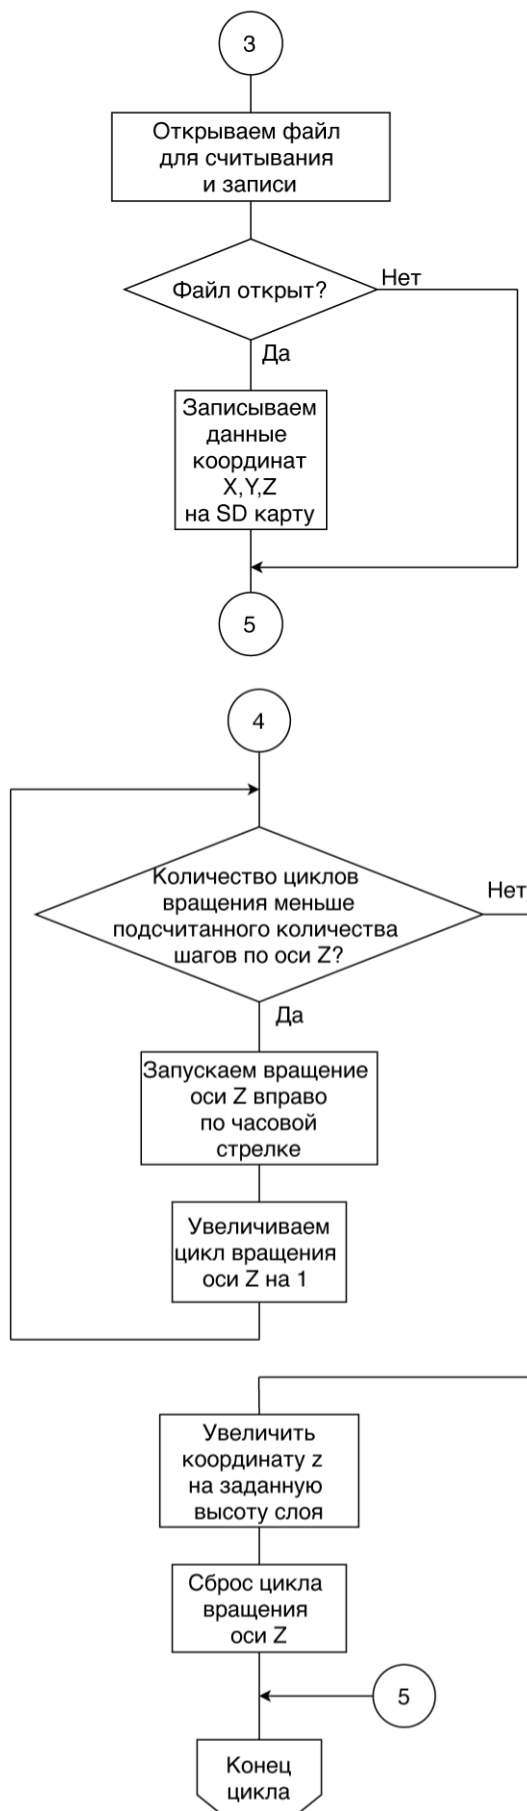 3
Открываем файл
для считывания
и записи
Файл открыт?
Нет
Да
Записываем
данные
координат
X,Y,Z
на SD карту
5
4
Количество циклов
вращения меньше
подсчитанного количества
шагов по оси Z?
Нет
Да
Запускаем вращение
оси Z вправо
по часовой
стрелке
Увеличиваем
цикл вращения
оси Z на 1
Увеличить
координату z
на заданную
высоту слоя
Сброс цикла
вращения
оси Z
5
Конец
цикла